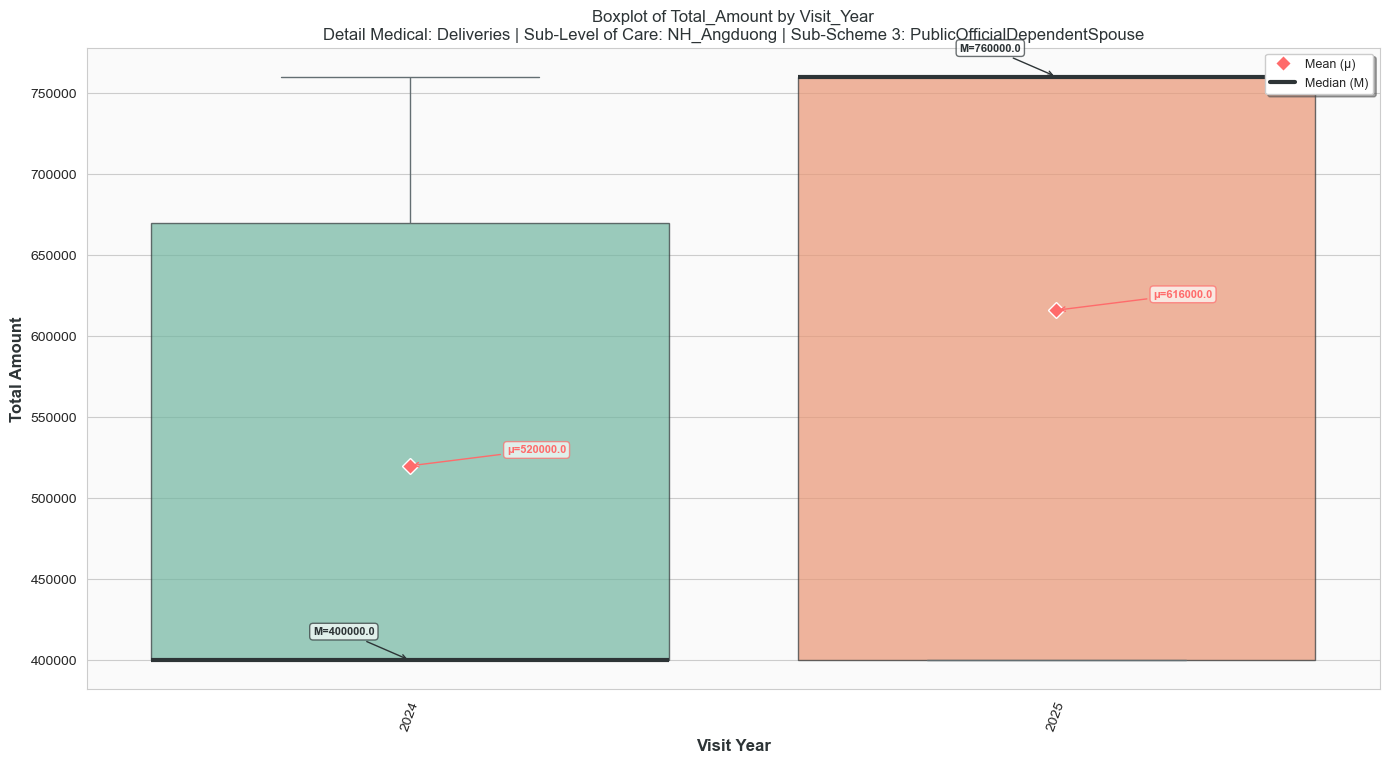 Boxplot of Total_Amount by Visit_Year
Detail Medical: Deliveries | Sub-Level of Care: NH_Angduong | Sub-Scheme 3: PublicOfficialDependentSpouse
M=760000.0
Mean (μ)
Median (M)
750000
700000
650000
600000
550000
500000
450000
400000
Total Amount
μ=616000.0
μ=520000.0
M=400000.0
2024
2025
Visit Year